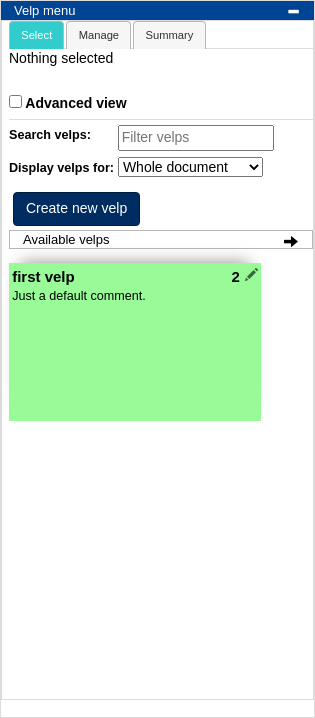 Velp menu
Select Manage Summary
Nothing selected
Advanced view
Search velps: Filter velps
Display velps for: Whole document
Create new velp
Available velps
first velp 2
Just a default comment.